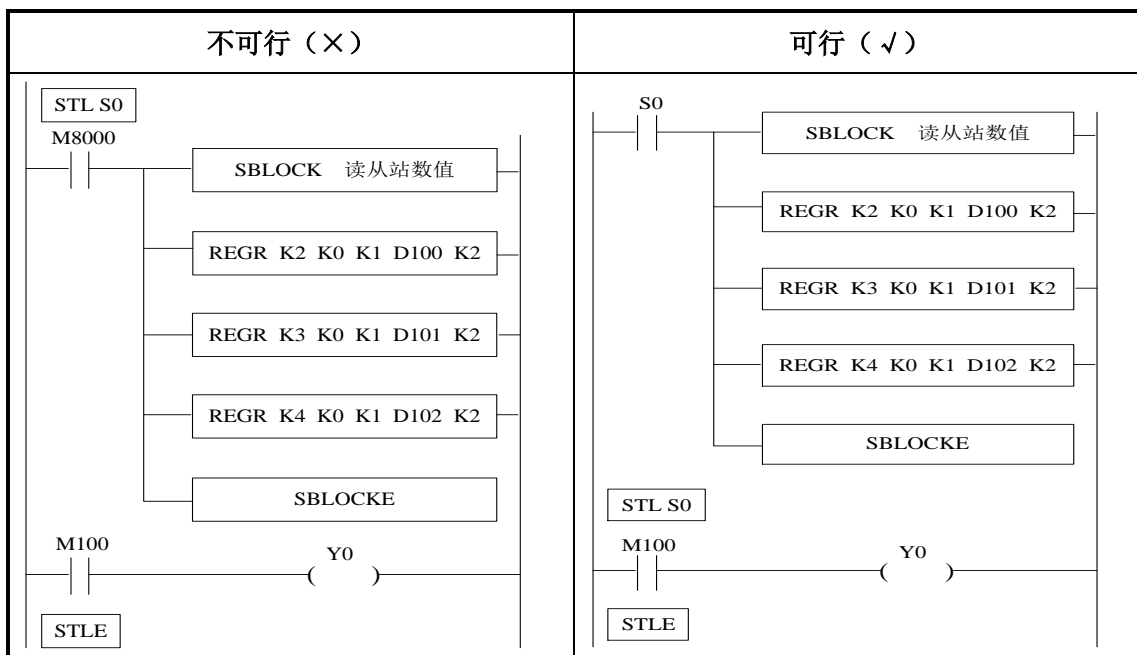 不可行（×）
可行（√）
STL S0
M8000
SBLOCK 读从站数值
REGR K2 K0 K1 D100 K2
REGR K3 K0 K1 D101 K2
REGR K4 K0 K1 D102 K2
SBLOCKE
M100
Y0
( )
STLE
S0
SBLOCK 读从站数值
REGR K2 K0 K1 D100 K2
REGR K3 K0 K1 D101 K2
REGR K4 K0 K1 D102 K2
SBLOCKE
STL S0
M100
Y0
( )
STLE